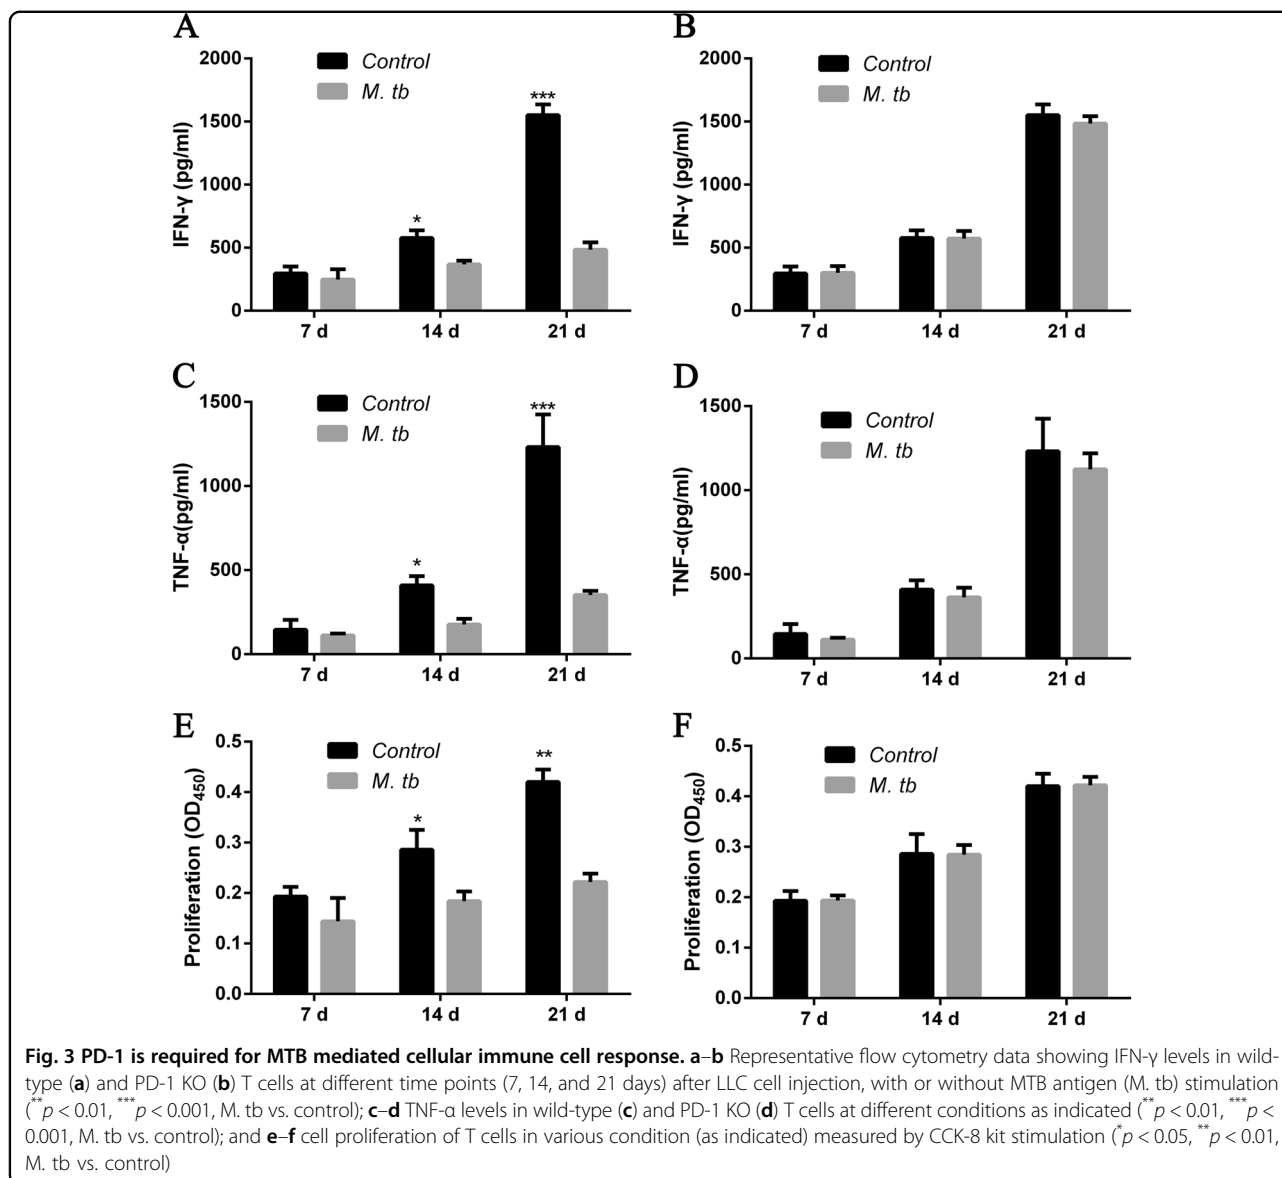 A
2000
1500
1000
500
0
IFN-γ (pg/ml)
Control
M. tb
*
***
7 d
14 d
21 d
B
2000
1500
1000
500
0
IFN-γ (pg/ml)
Control
M. tb
7 d
14 d
21 d
C
1500
1000
500
0
TNF-α(pg/ml)
Control
M. tb
*
***
7 d
14 d
21 d
D
1500
1000
500
0
TNF-α(pg/ml)
Control
M. tb
7 d
14 d
21 d
E
0.5
0.4
0.3
0.2
0.1
0.0
Proliferation (OD450)
Control
M. tb
*
**
7 d
14 d
21 d
F
0.5
0.4
0.3
0.2
0.1
0.0
Proliferation (OD450)
Control
M. tb
7 d
14 d
21 d
Fig. 3 PD-1 is required for MTB mediated cellular immune cell response. a–b Representative flow cytometry data showing IFN-γ levels in wild-
type (a) and PD-1 KO (b) T cells at different time points (7, 14, and 21 days) after LLC cell injection, with or without MTB antigen (M. tb) stimulation
(**p < 0.01, ***p < 0.001, M. tb vs. control); c–d TNF-α levels in wild-type (c) and PD-1 KO (d) T cells at different conditions as indicated (**p < 0.01, ***p <
0.001, M. tb vs. control); and e–f cell proliferation of T cells in various condition (as indicated) measured by CCK-8 kit stimulation (*p < 0.05, **p < 0.01,
M. tb vs. control)